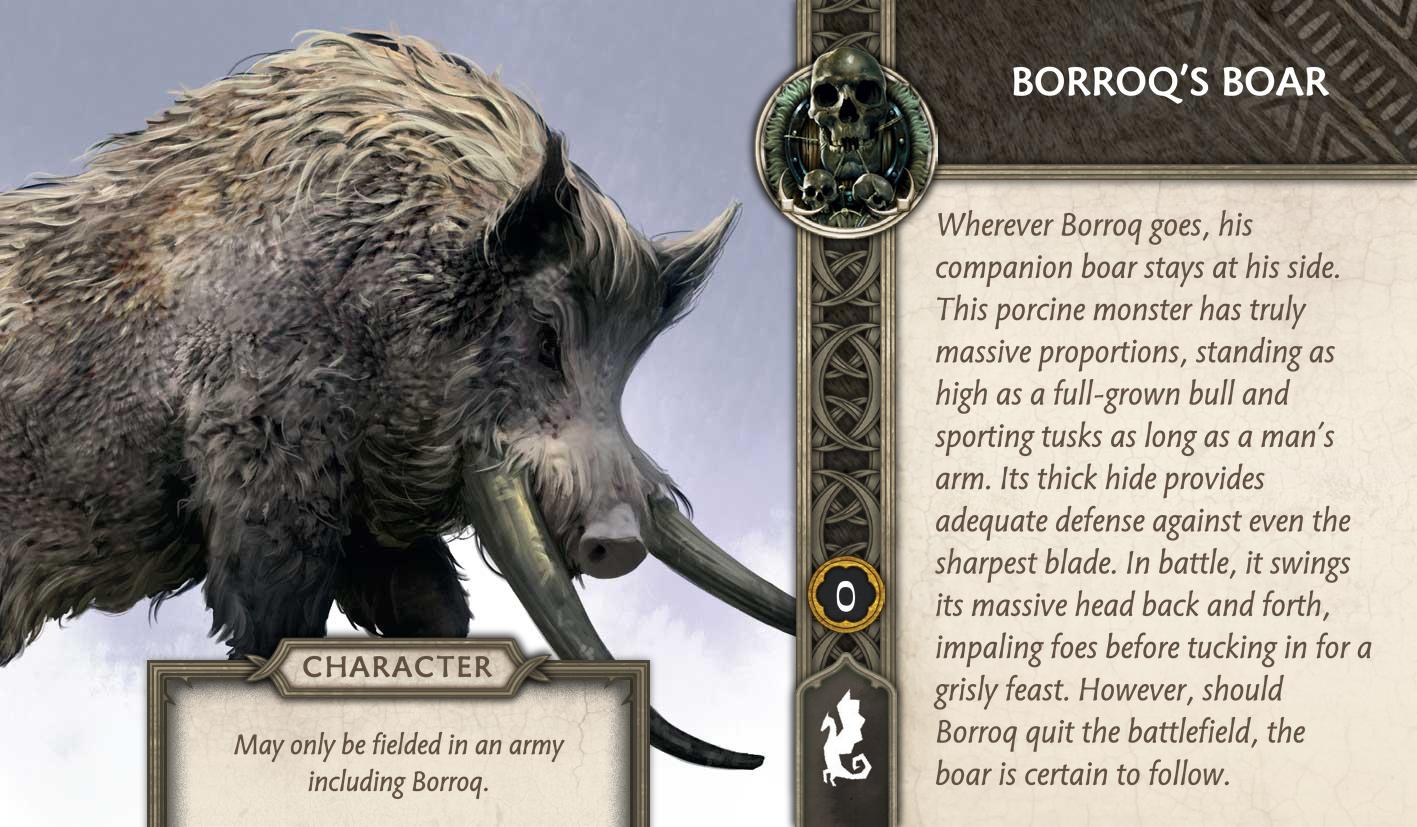 BORROQ'S BOAR
Wherever Borroq goes, his
companion boar stays at his side.
This porcine monster has truly
massive proportions, standing as
high as a full-grown bull and
sporting tusks as long as a man's
arm. Its thick hide provides
adequate defense against even the
sharpest blade. In battle, it swings
its massive head back and forth,
impaling foes before tucking in for a
grisly feast. However, should
Borroq quit the battlefield, the
boar is certain to follow.
0
CHARACTER
May only be fielded in an army
including Borroq.